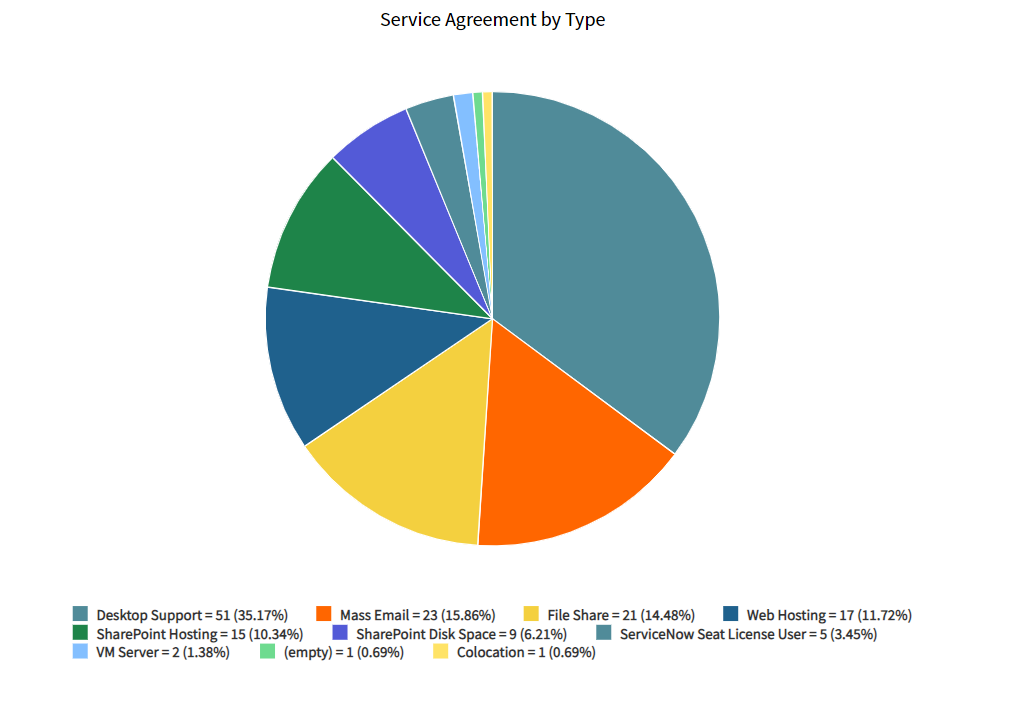 Service Agreement by Type
Desktop Support = 51 (35.17%) Mass Email = 23 (15.86%) File Share = 21 (14.48%) Web Hosting = 17 (11.72%)
SharePoint Hosting = 15 (10.34%) SharePoint Disk Space = 9 (6.21%) ServiceNow Seat License User = 5 (3.45%)
VM Server = 2 (1.38%) (empty) = 1 (0.69%) Colocation = 1 (0.69%)